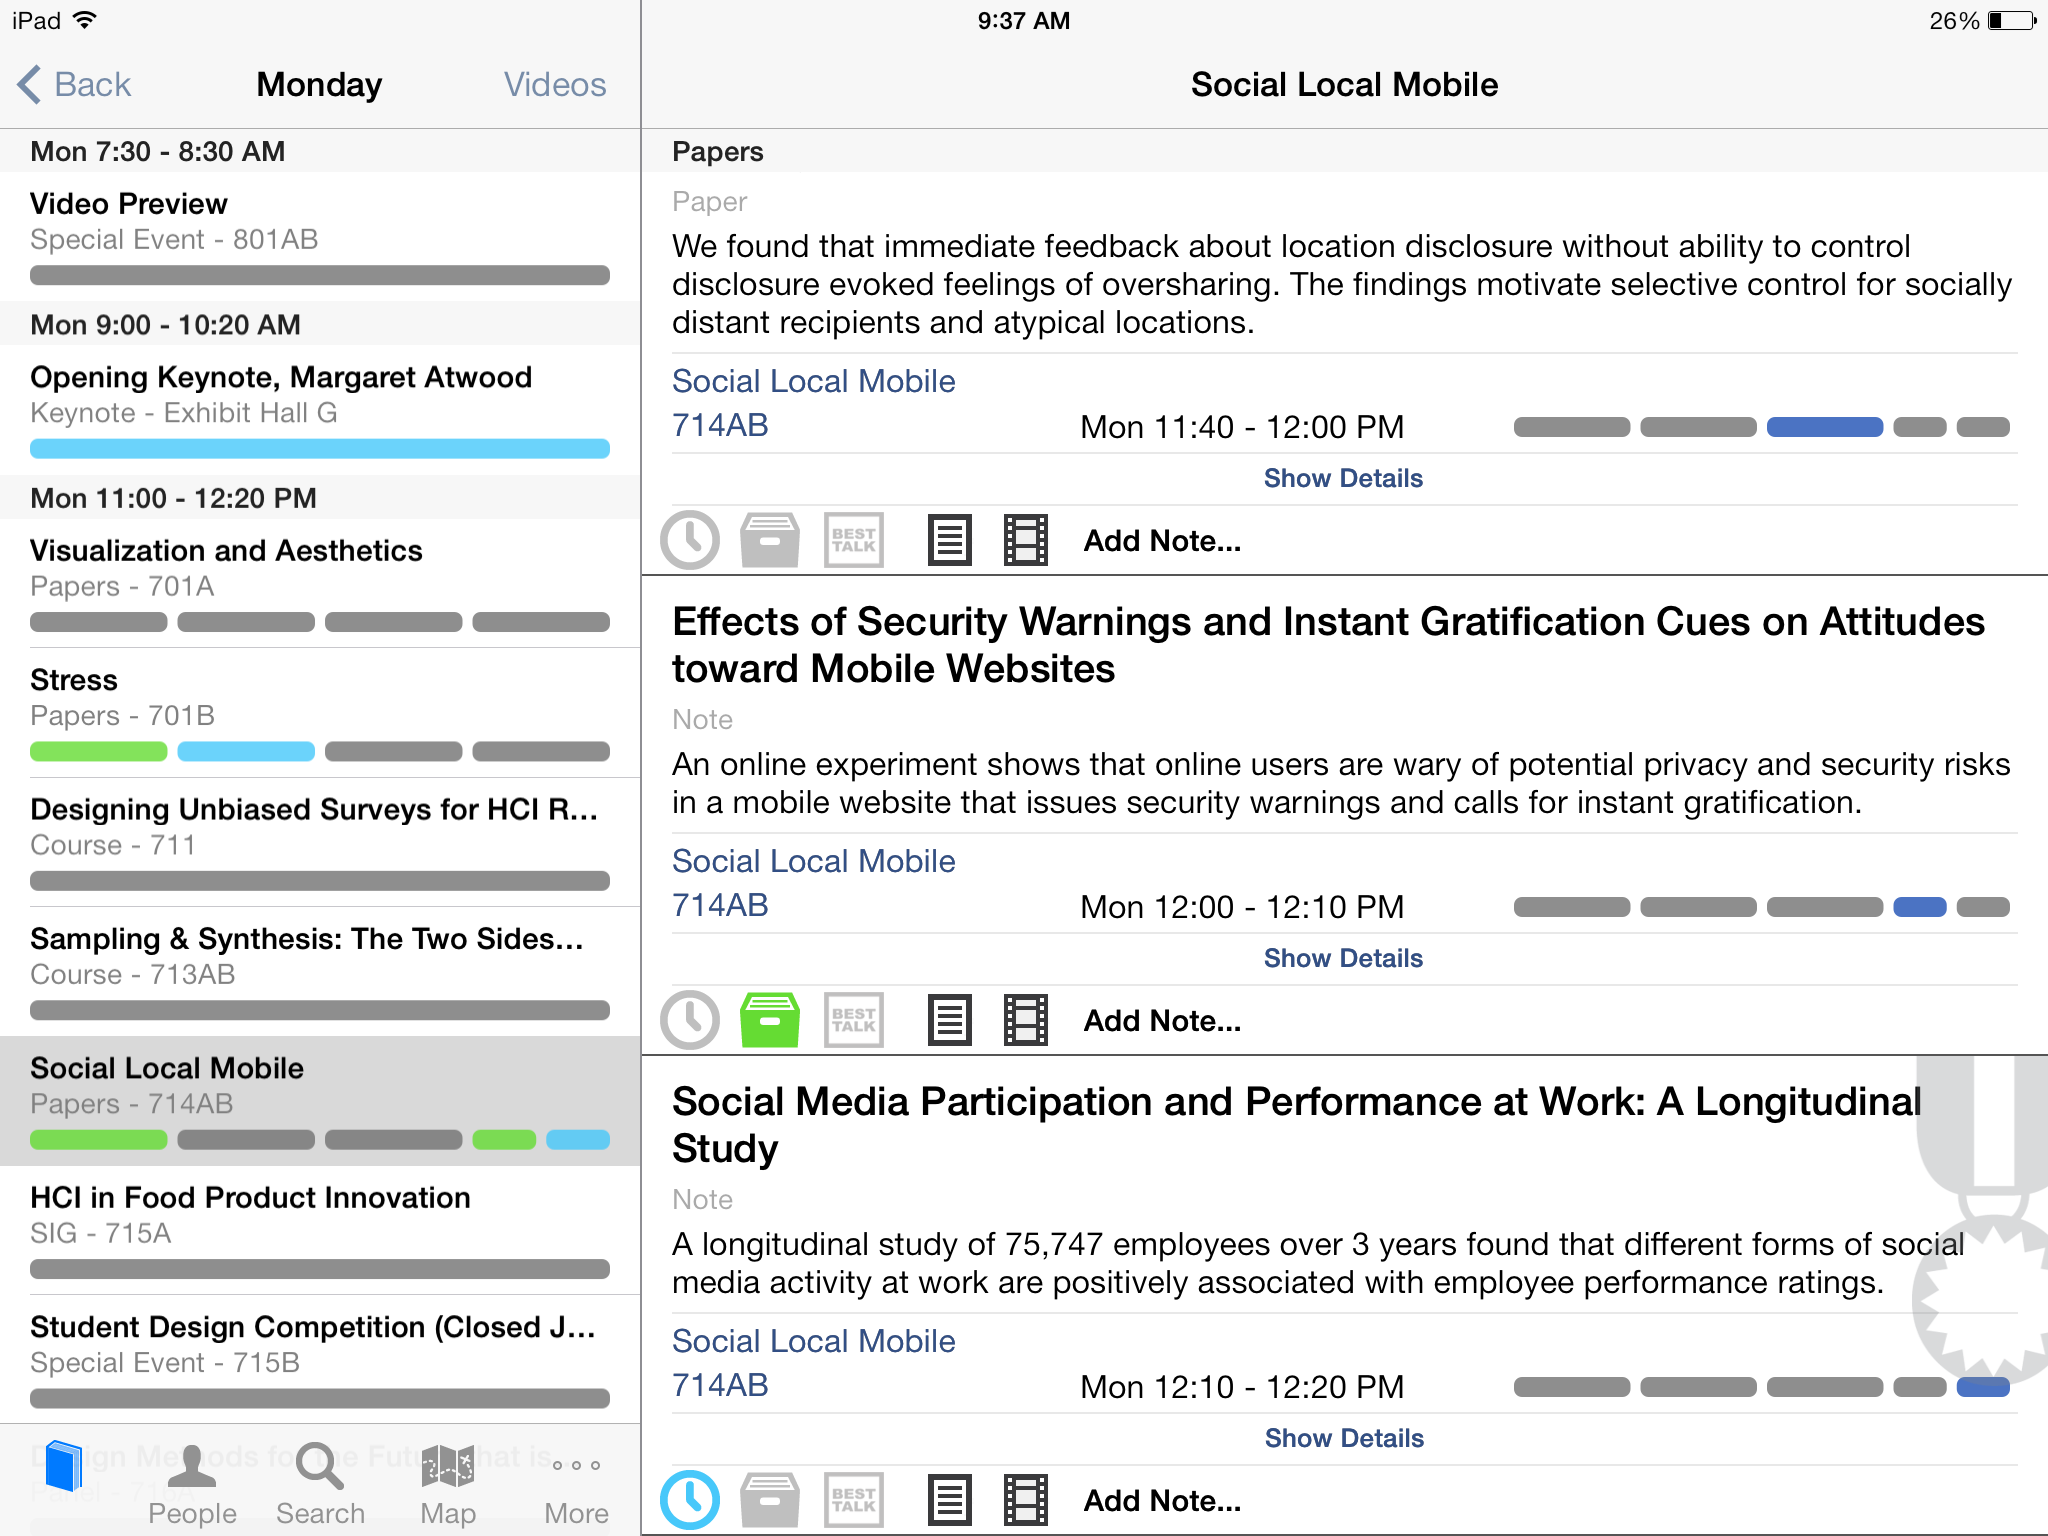 iPad
9:37 AM
26%
Back
Monday
Videos
Mon 7:30 - 8:30 AM
Video Preview
Special Event - 801AB
Mon 9:00 - 10:20 AM
Opening Keynote, Margaret Atwood
Keynote - Exhibit Hall G
Mon 11:00 - 12:20 PM
Visualization and Aesthetics
Papers - 701A
Stress
Papers - 701B
Designing Unbiased Surveys for HCI R...
Course - 711
Sampling & Synthesis: The Two Sides...
Course - 713AB
Social Local Mobile
Papers - 714AB
HCI in Food Product Innovation
SIG - 715A
Student Design Competition (Closed J...
Special Event - 715B
People
Search
Map
More
Social Local Mobile
Papers
Paper
We found that immediate feedback about location disclosure without ability to control
disclosure evoked feelings of oversharing. The findings motivate selective control for socially
distant recipients and atypical locations.
Social Local Mobile
714AB
Mon 11:40 - 12:00 PM
Show Details
BEST
TALK
Add Note...
Effects of Security Warnings and Instant Gratification Cues on Attitudes
toward Mobile Websites
Note
An online experiment shows that online users are wary of potential privacy and security risks
in a mobile website that issues security warnings and calls for instant gratification.
Social Local Mobile
714AB
Mon 12:00 - 12:10 PM
Show Details
BEST
TALK
Add Note...
Social Media Participation and Performance at Work: A Longitudinal
Study
Note
A longitudinal study of 75,747 employees over 3 years found that different forms of social
media activity at work are positively associated with employee performance ratings.
Social Local Mobile
714AB
Mon 12:10 - 12:20 PM
Show Details
BEST
TALK
Add Note...